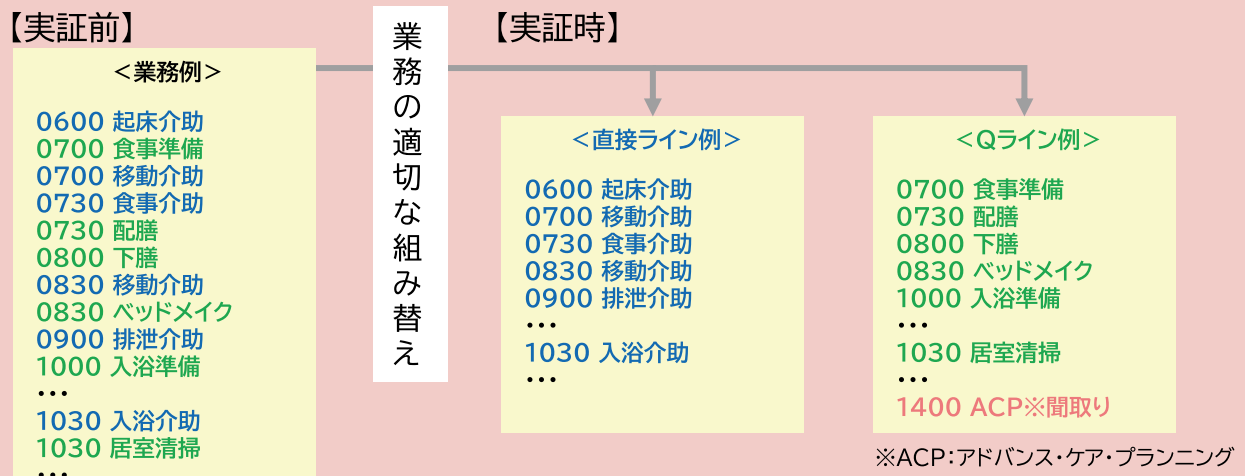 【実証前】
＜業務例＞
0600 起床介助
0700 食事準備
0700 移動介助
0730 食事介助
0730 配膳
0800 下膳
0830 移動介助
0830 ベッドメイク
0900 排泄介助
1000 入浴準備
…
1030 入浴介助
1030 居室清掃
…
業務の適切な組み替え
【実証時】
＜直接ライン例＞
0600 起床介助
0700 移動介助
0730 食事介助
0830 移動介助
0900 排泄介助
…
1030 入浴介助
…
＜Qライン例＞
0700 食事準備
0730 配膳
0800 下膳
0830 ベッドメイク
1000 入浴準備
…
1030 居室清掃
…
1400 ACP※聞取り
※ACP：アドバンス・ケア・プランニング